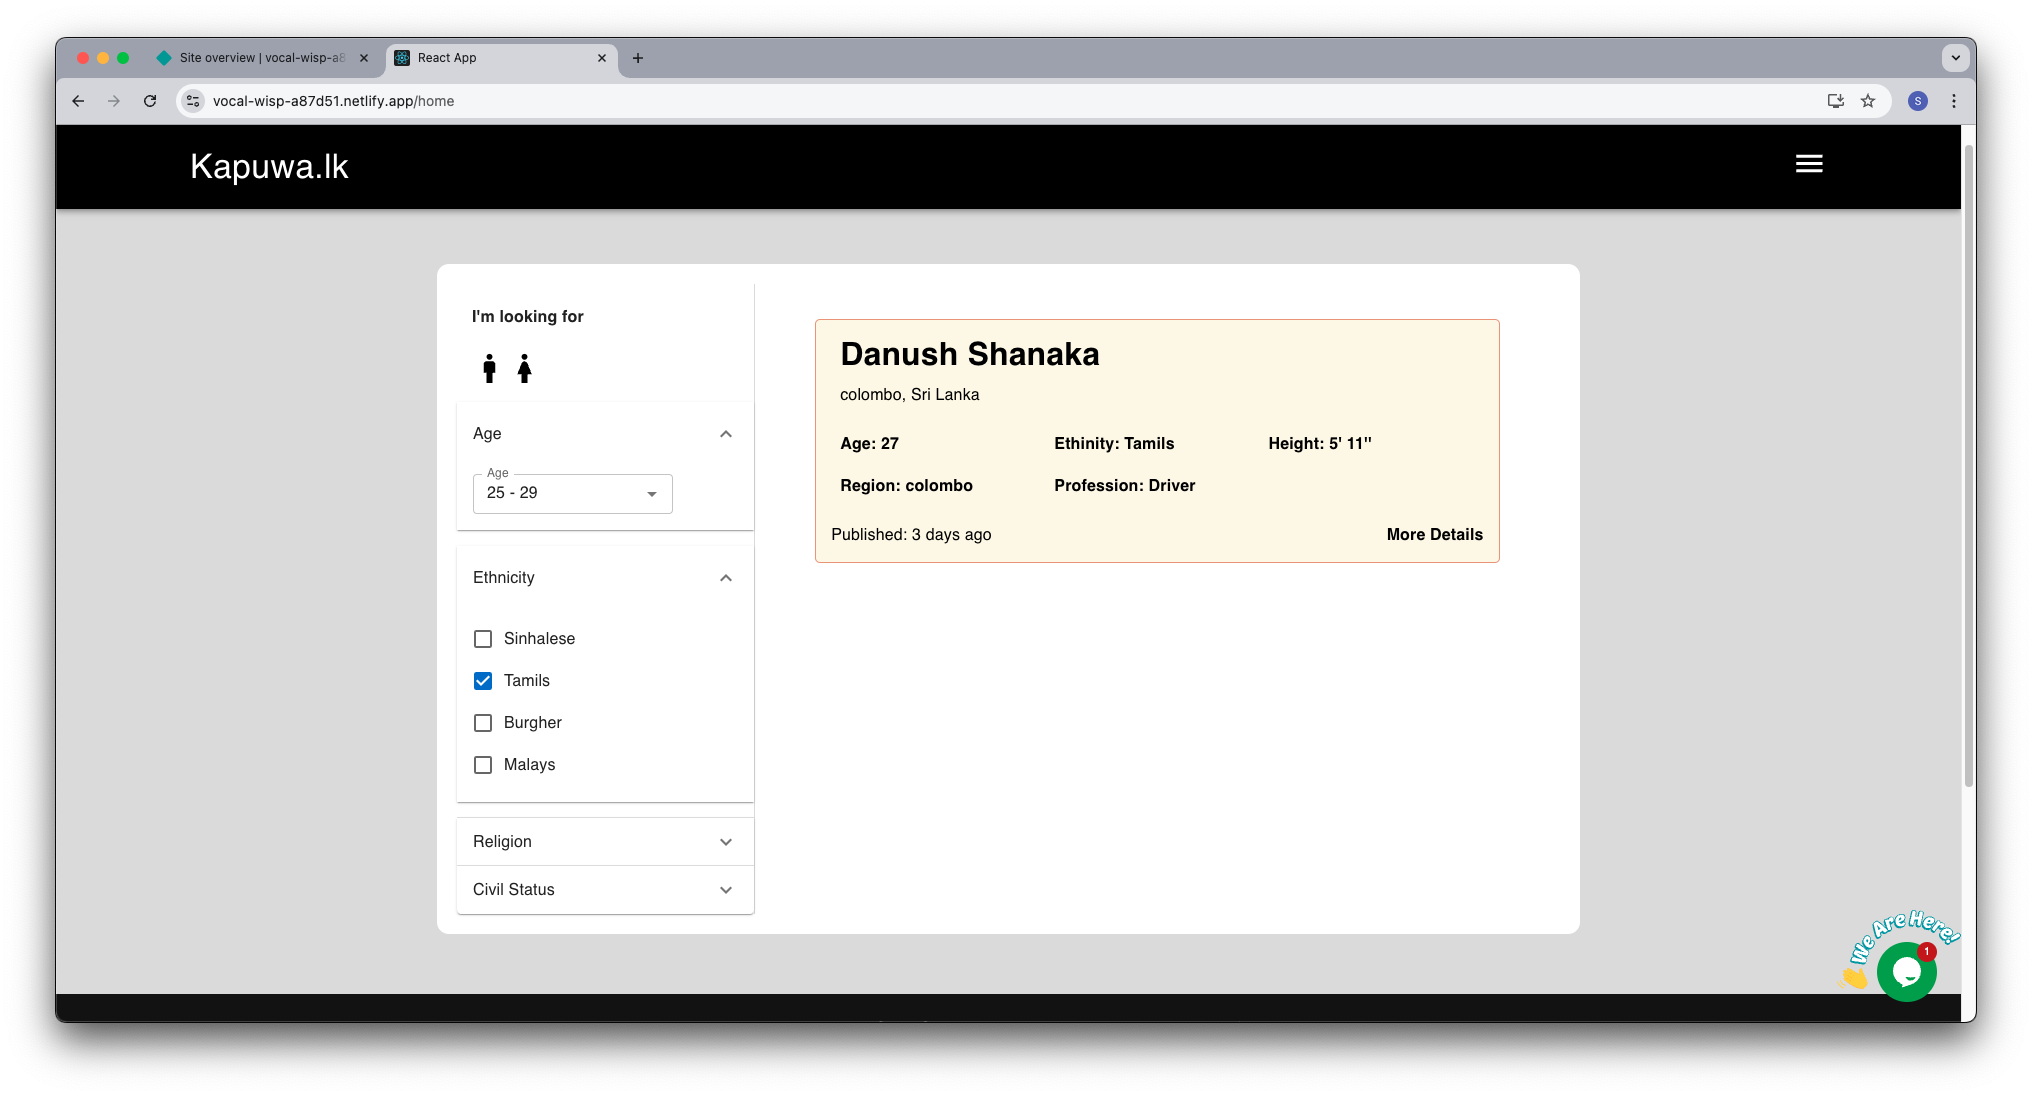 Site overview | vocal-wisp-a8
React App
vocal-wisp-a87d51.netlify.app/home
S
Kapuwa.lk
I'm looking for
Age
Age
25 - 29
Ethnicity
Sinhalese
Tamils
Burgher
Malays
Religion
Civil Status
Danush Shanaka
colombo, Sri Lanka
Age: 27 Ethinity: Tamils Height: 5' 11"
Region: colombo Profession: Driver
Published: 3 days ago More Details
We Are Here!
1